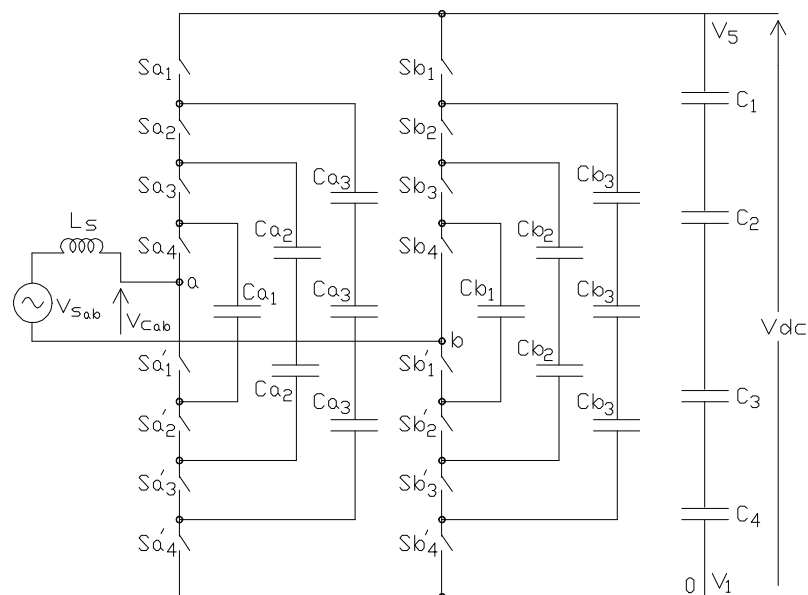 V5
Sa1
Sb1
C1
Sa2
Sb2
Ca3
Cb3
Sa3
Sb3
C2
Ls
Sa4
Ca2
Sb4
Cb2
a
Ca1
Ca3
Cb1
Cb3
VSab
VCab
b
Vdc
Sa'1
Ca2
Sb'1
Cb2
Sa'2
Ca3
Sb'2
Cb3
C3
Sa'3
Sb'3
Sa'4
Sb'4
C4
0 V1